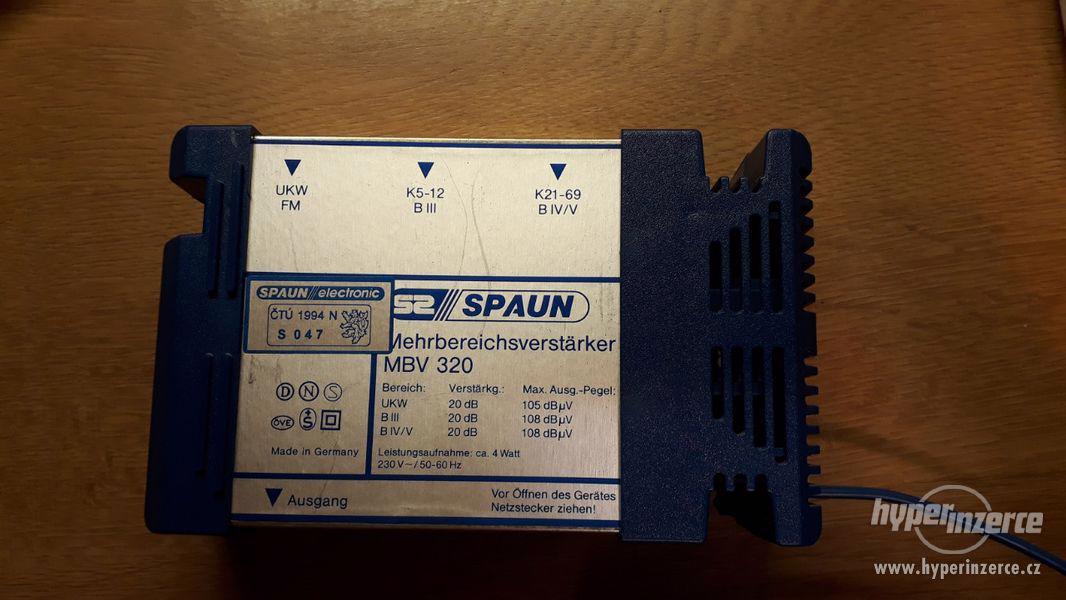 UKW
FM
K5-12
B III
K21-69
B IV/V
SPAUN electronic
ČTÚ 1994 N
S 047
SPAUN
Mehrbereichsverstärker
MBV 320
Bereich: Verstärkg.: Max. Ausg.-Pegel:
UKW 20 dB 105 dBµV
B III 20 dB 108 dBµV
B IV/V 20 dB 108 dBµV
Leistungsaufnahme: ca. 4 Watt
230 V~/50-60 Hz
D N S
ÖVE S
Made in Germany
Ausgang
Vor Öffnen des Gerätes
Netzstecker ziehen!
hyperinzerce
www.hyperinzerce.cz